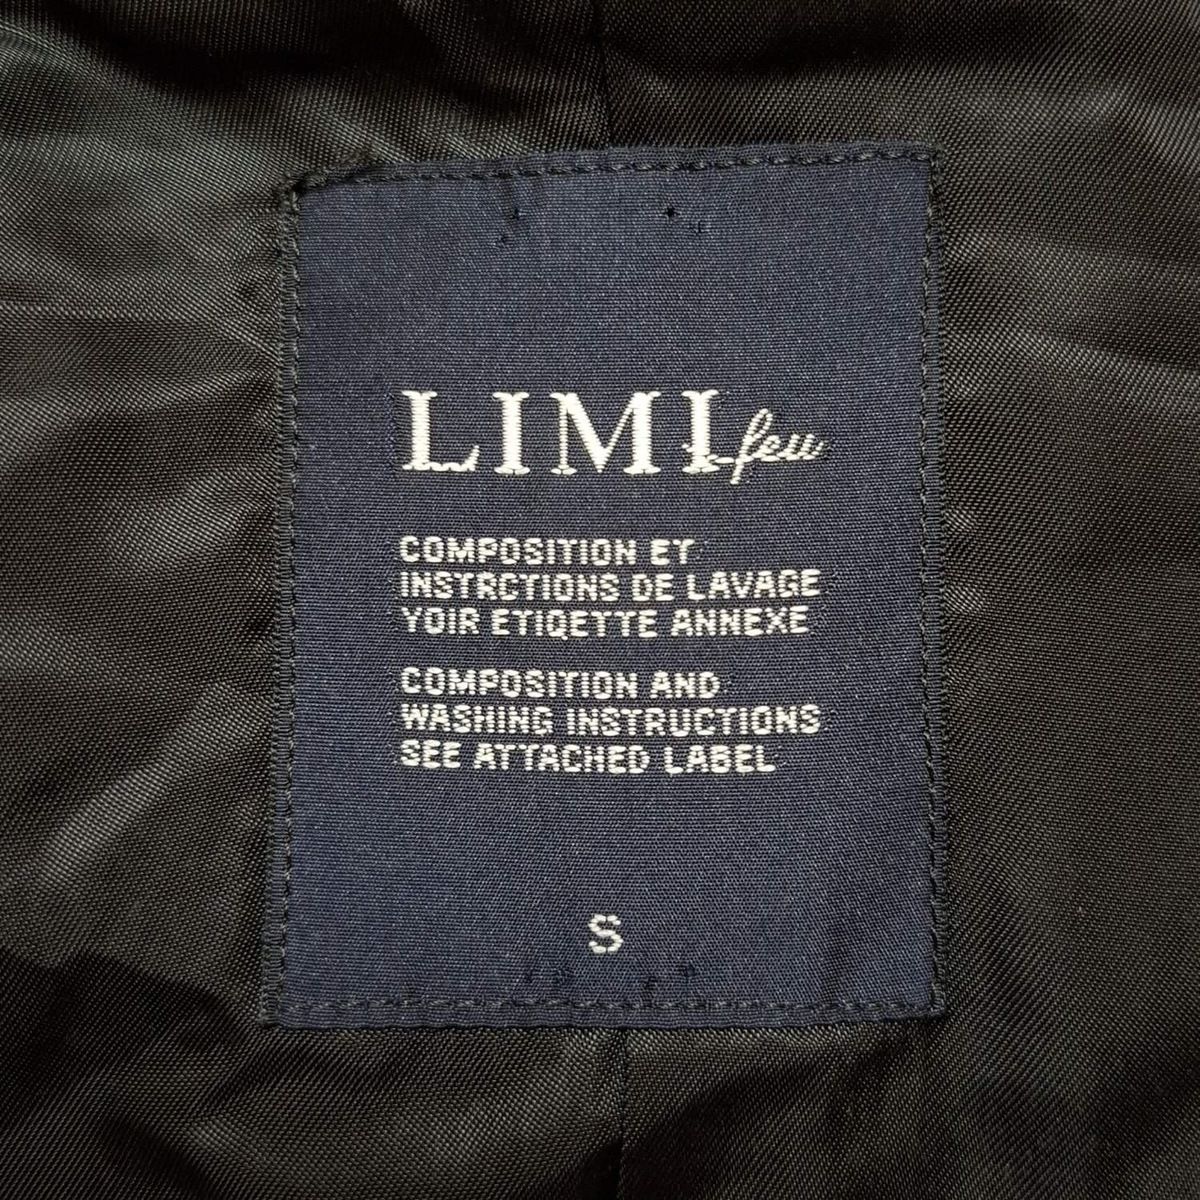 LIMI feu
COMPOSITION ET
INSTRCTIONS DE LAVAGE
YOIR ETIQETTE ANNEXE
COMPOSITION AND
WASHING INSTRUCTIONS
SEE ATTACHED LABEL
S